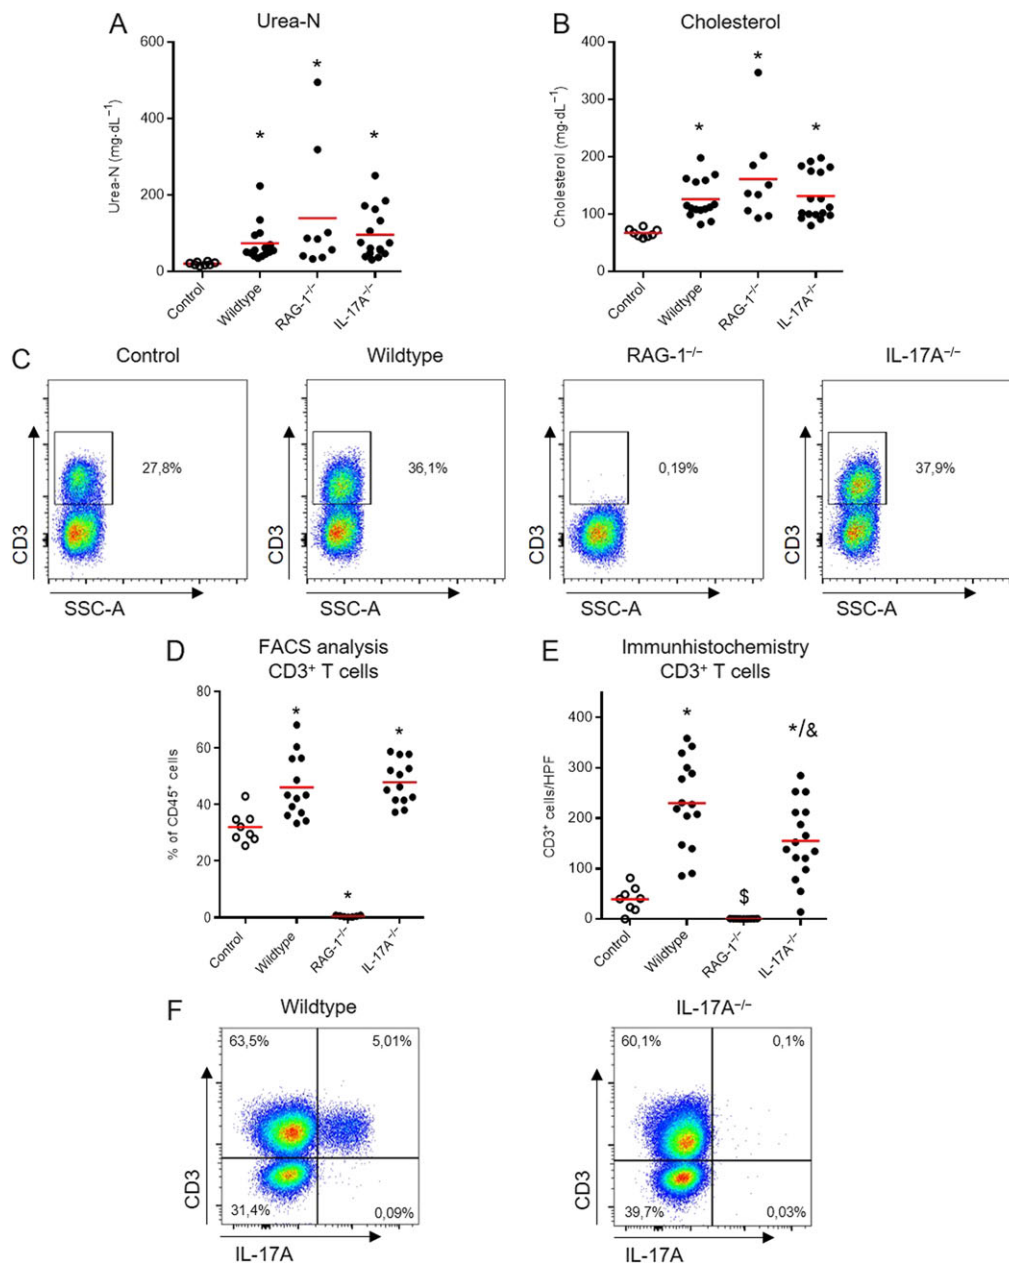 A Urea-N
B Cholesterol
600
400
200
0
Urea-N (mg·dL⁻¹)
Control
Wildtype
RAG-1⁻/⁻
IL-17A⁻/⁻
*
*
*
400
300
200
100
0
Cholesterol (mg·dL⁻¹)
Control
Wildtype
RAG-1⁻/⁻
IL-17A⁻/⁻
*
*
*
C Control Wildtype RAG-1⁻/⁻ IL-17A⁻/⁻
27,8% 36,1% 0,19% 37,9%
CD3 CD3 CD3 CD3
SSC-A SSC-A SSC-A SSC-A
D FACS analysis
CD3⁺ T cells
80
60
40
20
0
% of CD45⁺ cells
Control
Wildtype
RAG-1⁻/⁻
IL-17A⁻/⁻
*
*
*
E Immunhistochemistry
CD3⁺ T cells
400
300
200
100
0
CD3⁺ cells/HPF
Control
Wildtype
RAG-1⁻/⁻
IL-17A⁻/⁻
*
$
*/&
F Wildtype IL-17A⁻/⁻
63,5% 5,01%
31,4% 0,09%
CD3
IL-17A
60,1% 0,1%
39,7% 0,03%
CD3
IL-17A